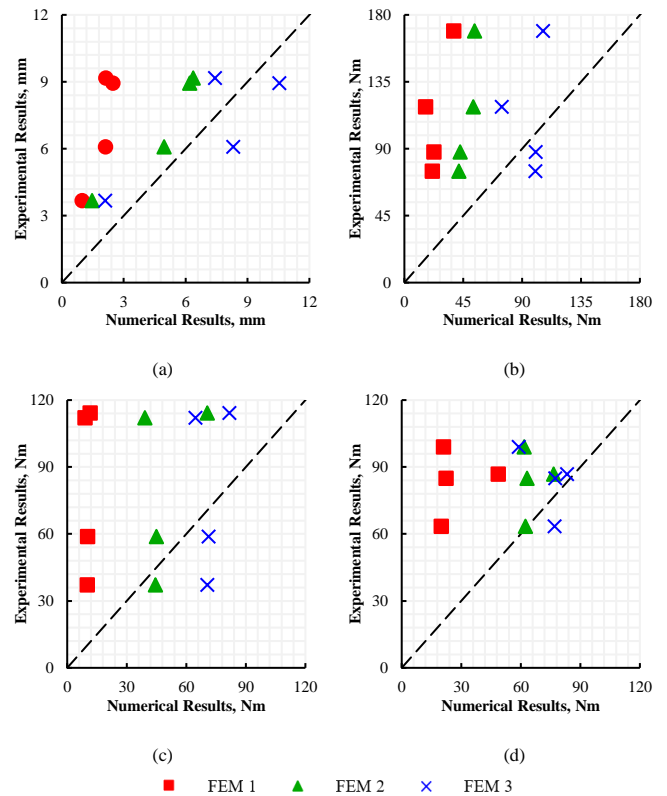 12
9
6
3
0
0 3 6 9 12
Experimental Results, mm
Numerical Results, mm
(a)
180
135
90
45
0
0 45 90 135 180
Experimental Results, Nm
Numerical Results, Nm
(b)
120
90
60
30
0
0 30 60 90 120
Experimental Results, Nm
Numerical Results, Nm
(c)
120
90
60
30
0
0 30 60 90 120
Experimental Results, Nm
Numerical Results, Nm
(d)
FEM 1 FEM 2 FEM 3